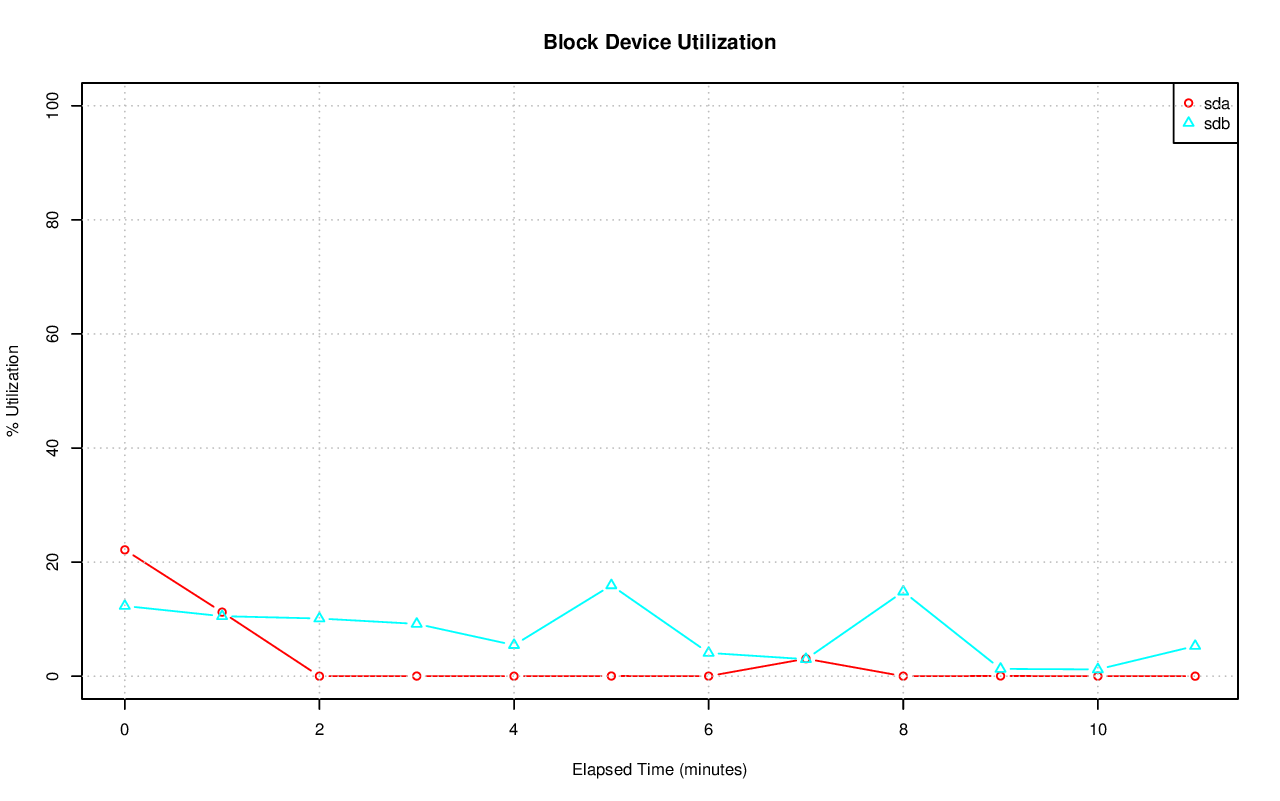 Block Device Utilization
sda
sdb
% Utilization
100
80
60
40
20
0
0 2 4 6 8 10
Elapsed Time (minutes)